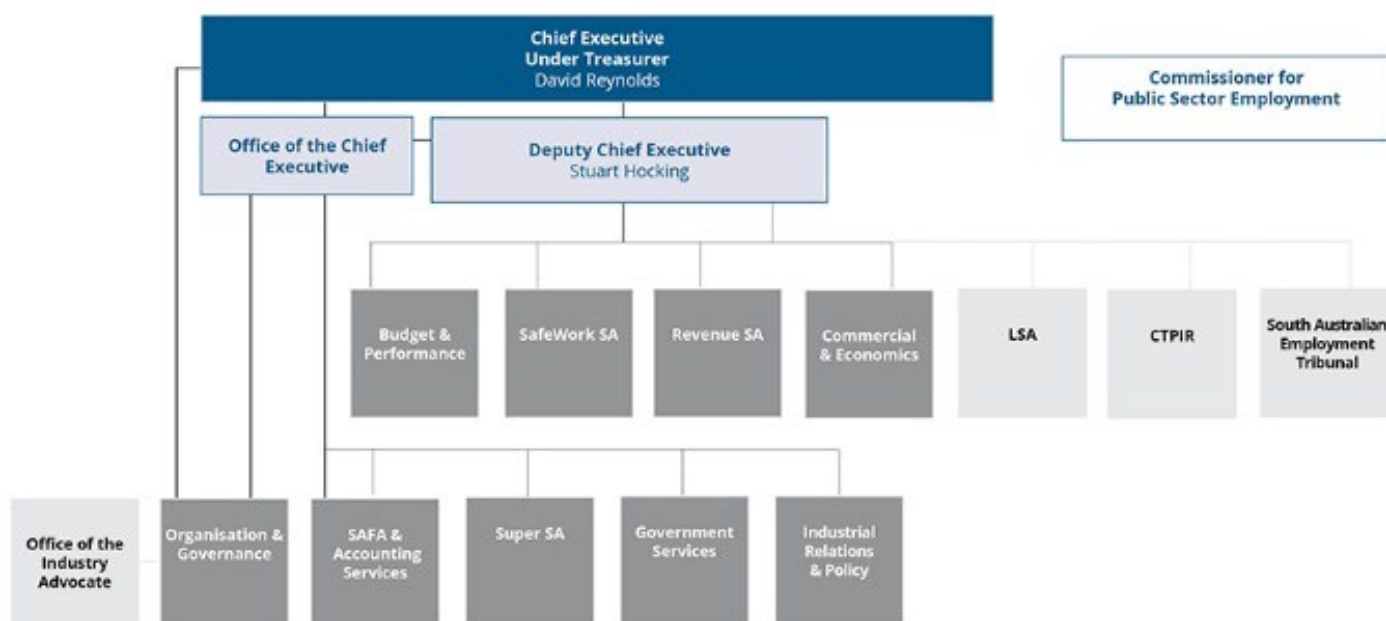 Chief Executive
Under Treasurer
David Reynolds
Commissioner for
Public Sector Employment
Office of the Chief
Executive
Deputy Chief Executive
Stuart Hocking
Budget &
Performance
SafeWork SA
Revenue SA
Commercial
& Economics
LSA
CTPIR
South Australian
Employment
Tribunal
Office of the
Industry
Advocate
Organisation &
Governance
SAFA &
Accounting
Services
Super SA
Government
Services
Industrial
Relations
& Policy